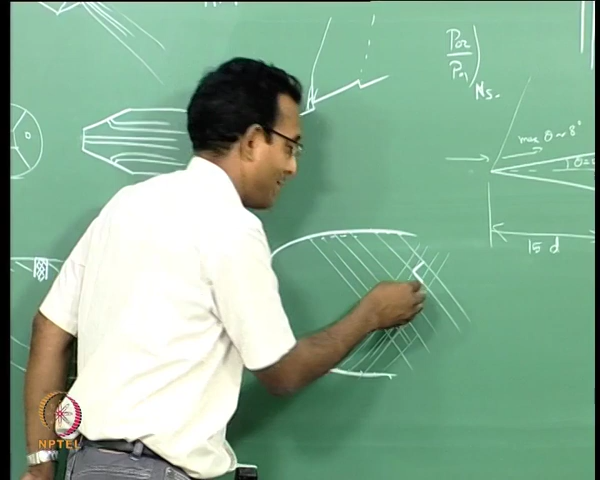 P02
P01
Ns.
max θ ~ 8°
15 d
NPTEL